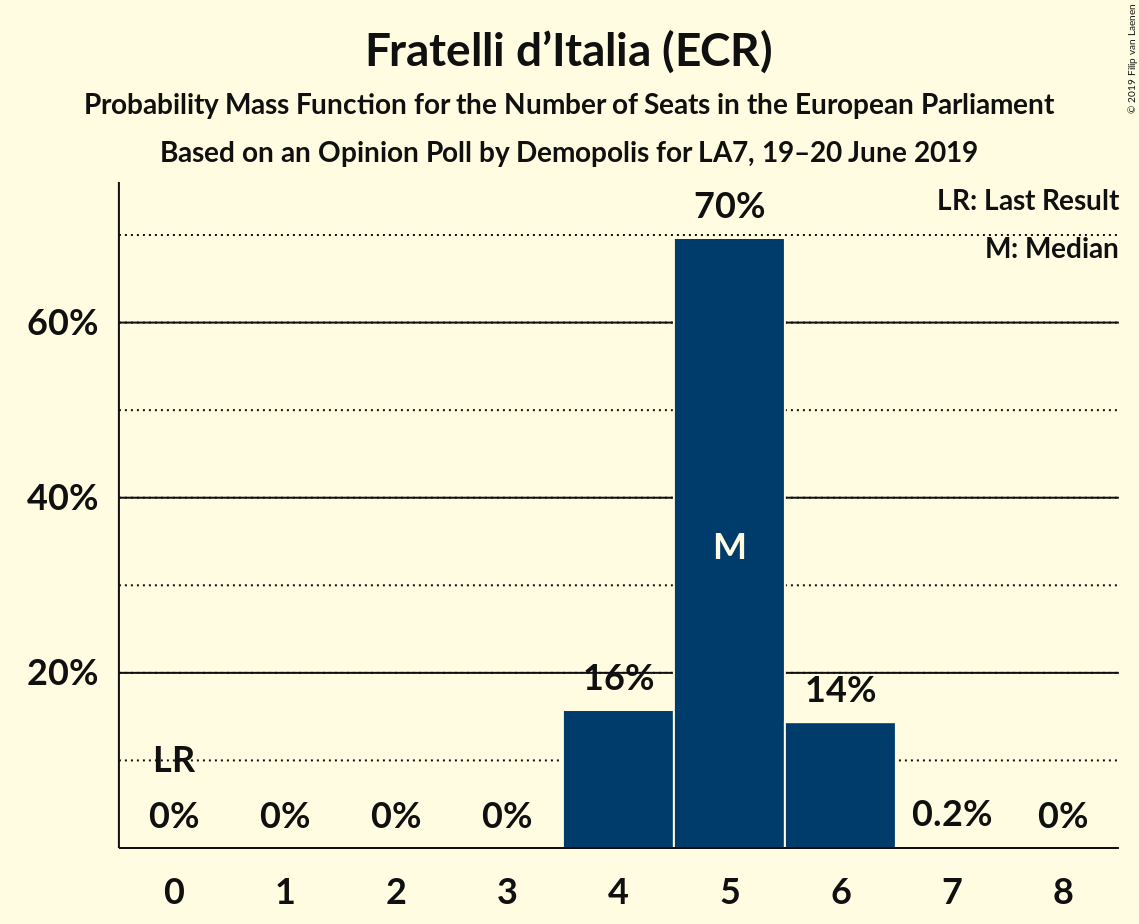 Fratelli d’Italia (ECR)
Probability Mass Function for the Number of Seats in the European Parliament
Based on an Opinion Poll by Demopolis for LA7, 19–20 June 2019
© 2019 Filip van Laenen
LR: Last Result
M: Median
70%
60%
40%
M
20%
16%
14%
LR
0%
0%
0%
0%
0.2%
0%
0 1 2 3 4 5 6 7 8